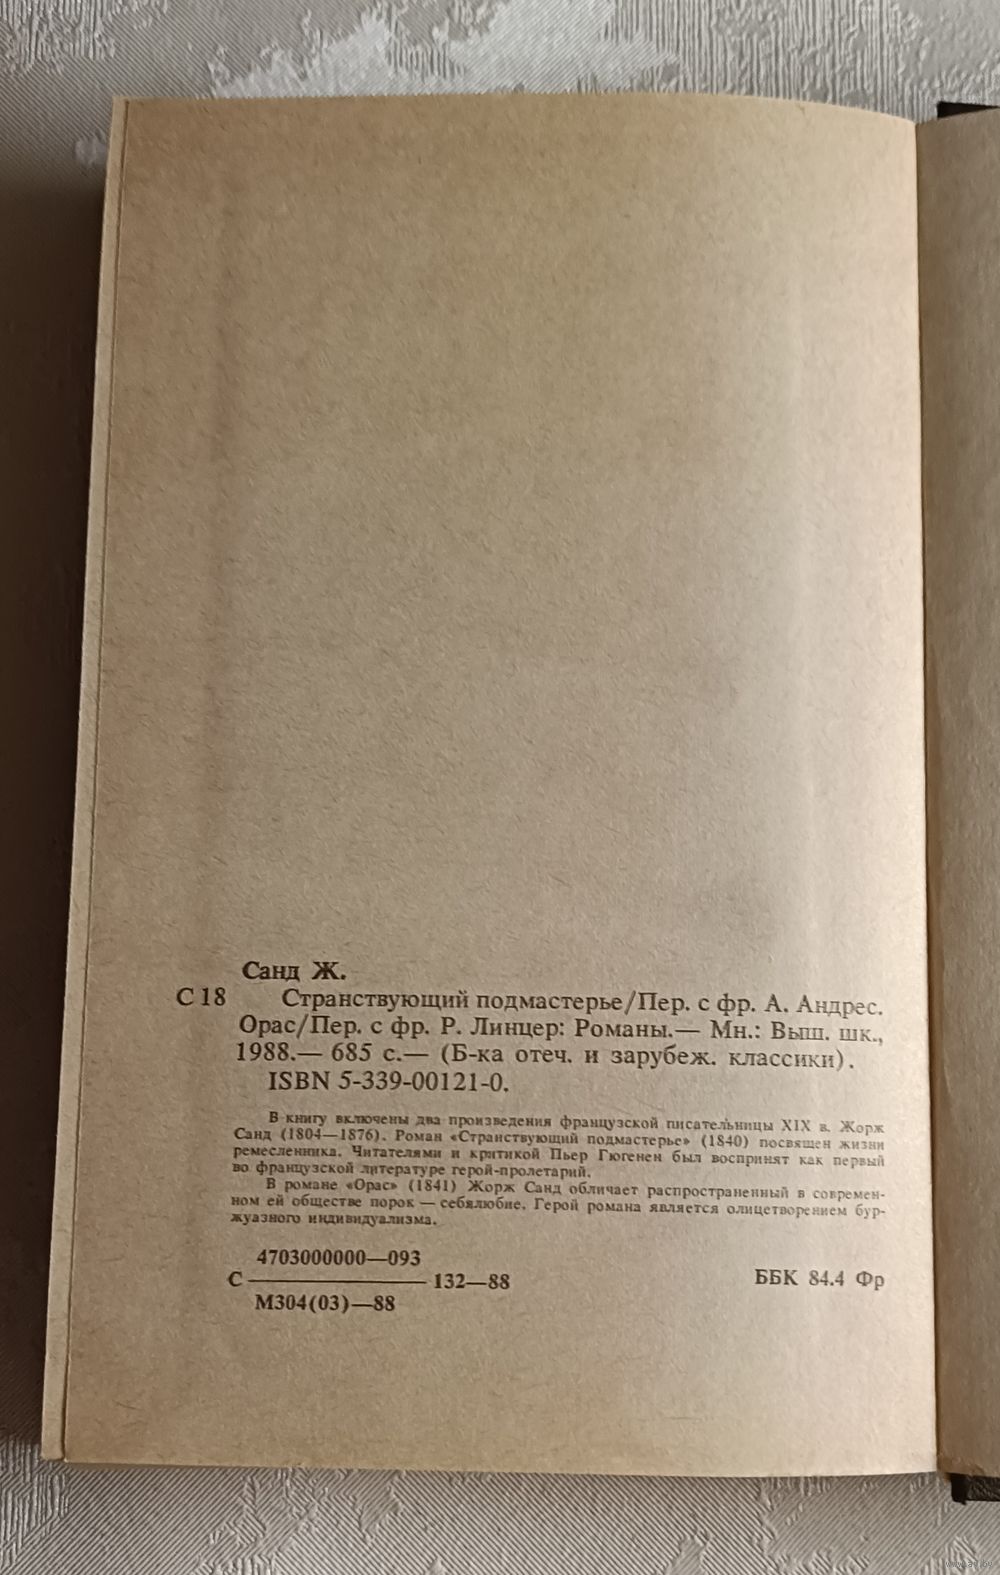 Санд Ж.
С 18 Странствующий подмастерье/Пер. с фр. А. Андрес.
Орас/Пер. с фр. Р. Линцер: Романы.— Мн.: Выш. шк.,
1988.— 685 с.— (Б-ка отеч. и зарубеж. классики).
ISBN 5-339-00121-0.
В книгу включены два произведения французской писательницы XIX в. Жорж
Санд (1804—1876). Роман «Странствующий подмастерье» (1840) посвящен жизни
ремесленника. Читателями и критикой Пьер Гюгенен был воспринят как первый
во французской литературе герой-пролетарий.
В романе «Орас» (1841) Жорж Санд обличает распространенный в современ-
ном ей обществе порок — себялюбие. Герой романа является олицетворением бур-
жуазного индивидуализма.
4703000000—093
С ———— 132—88
М304(03)—88
ББК 84.4 Фр